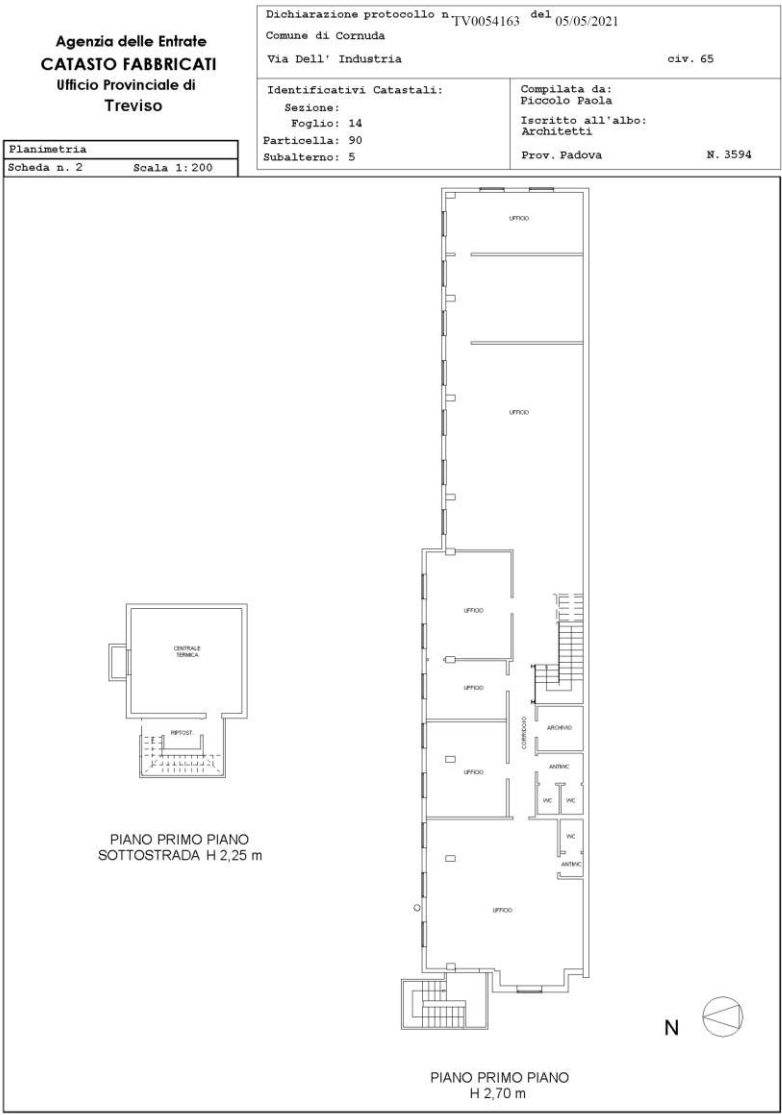 Agenzia delle Entrate
CATASTO FABBRICATI
Ufficio Provinciale di
Treviso
Dichiarazione protocollo n. TV0054163 del 05/05/2021
Comune di Cornuda
Via Dell' Industria civ. 65
Identificativi Catastali:
Sezione:
Foglio: 14
Particella: 90
Subalterno: 5
Compilata da:
Piccolo Paola
Iscritto all'albo:
Architetti
Prov. Padova N. 3594
Planimetria
Scheda n. 2 Scala 1:200
UFFICIO
UFFICIO
UFFICIO
UFFICIO
CORRIDOIO
ARCHIVIO
ANTIWC
UFFICIO
WC WC
WC
ANTIWC
UFFICIO
CENTRALE
TERMICA
RIPTOST.
PIANO PRIMO PIANO
SOTTOSTRADA H 2,25 m
N
PIANO PRIMO PIANO
H 2,70 m